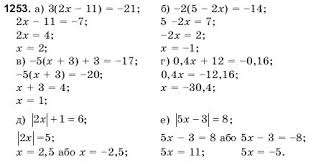 1253. а) 3(2x − 11) = −21;
2x − 11 = −7;
2x = 4;
x = 2;
б) −2(5 − 2x) = −14;
5 −2x = 7;
−2x = 2;
x = −1;
в) −5(x + 3) + 3 = −17;
−5(x + 3) = −20;
x + 3 = 4;
x = 1;
г) 0,4x + 12 = −0,16;
0,4x = −12,16;
x = −30,4;
д) |2x| + 1 = 6;
|2x| = 5;
x = 2,5 або x = −2,5;
е) |5x − 3| = 8;
5x − 3 = 8 або 5x − 3 = −8;
5x = 11; 5x = −5.